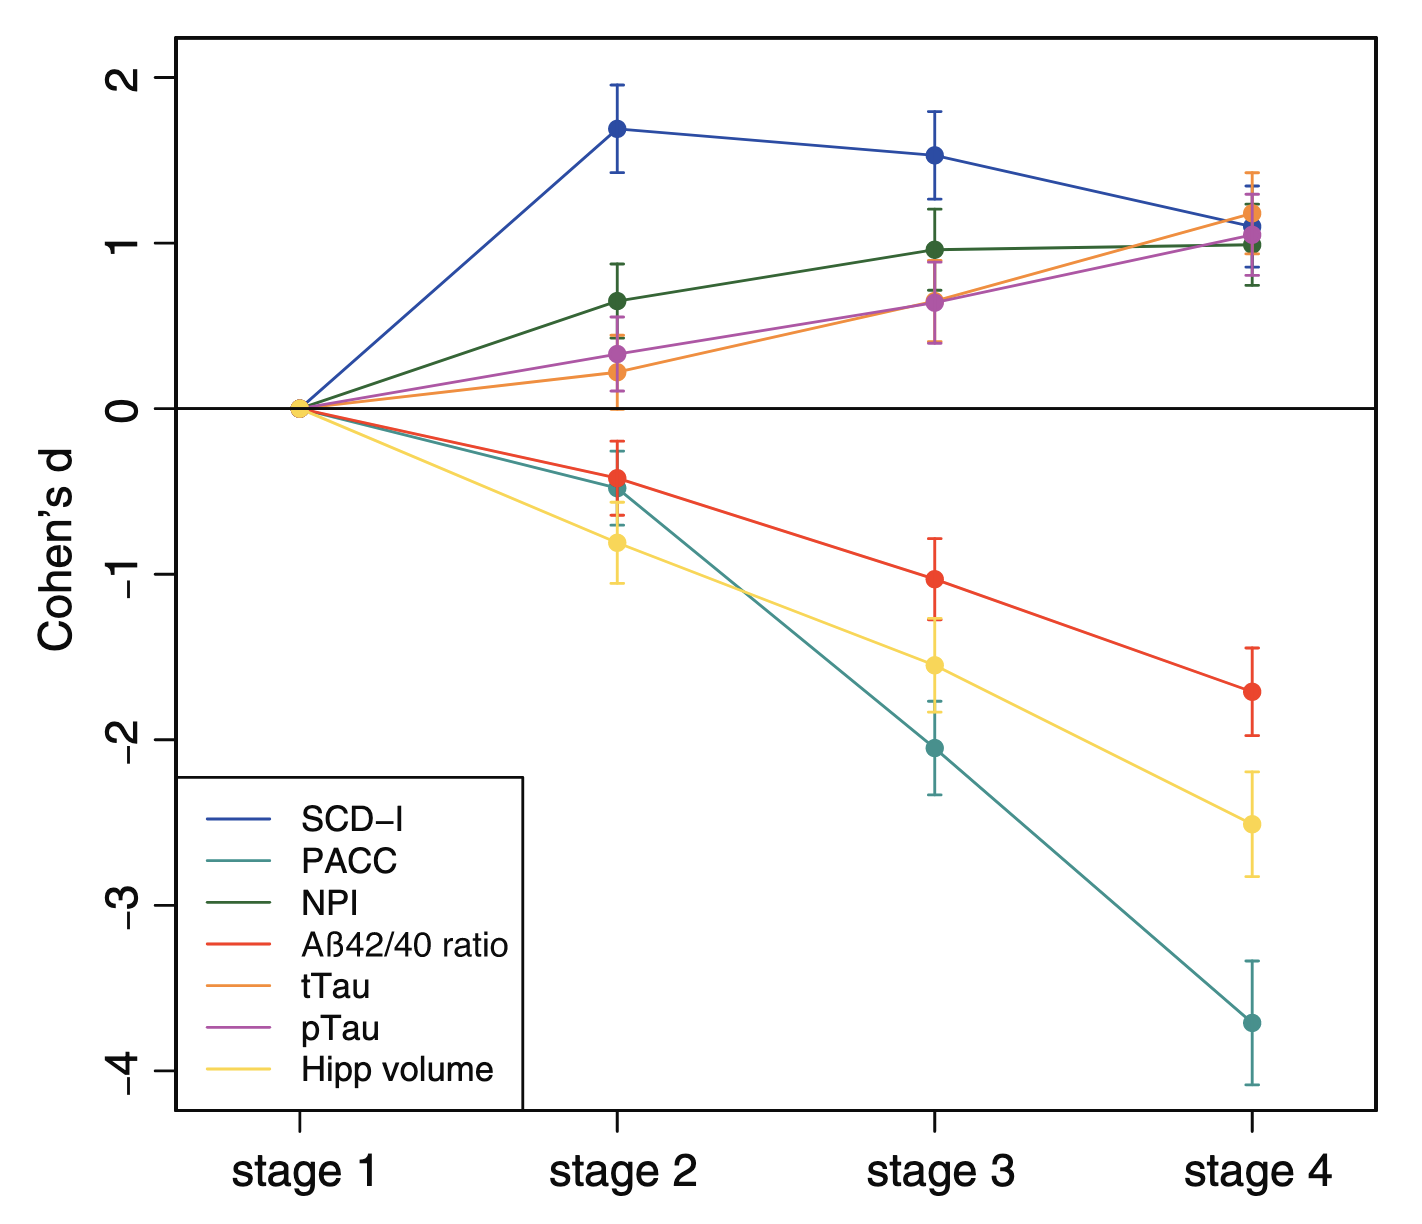 Cohen's d
2
1
0
−1
−2
−3
−4
SCD−I
PACC
NPI
Aß42/40 ratio
tTau
pTau
Hipp volume
stage 1
stage 2
stage 3
stage 4